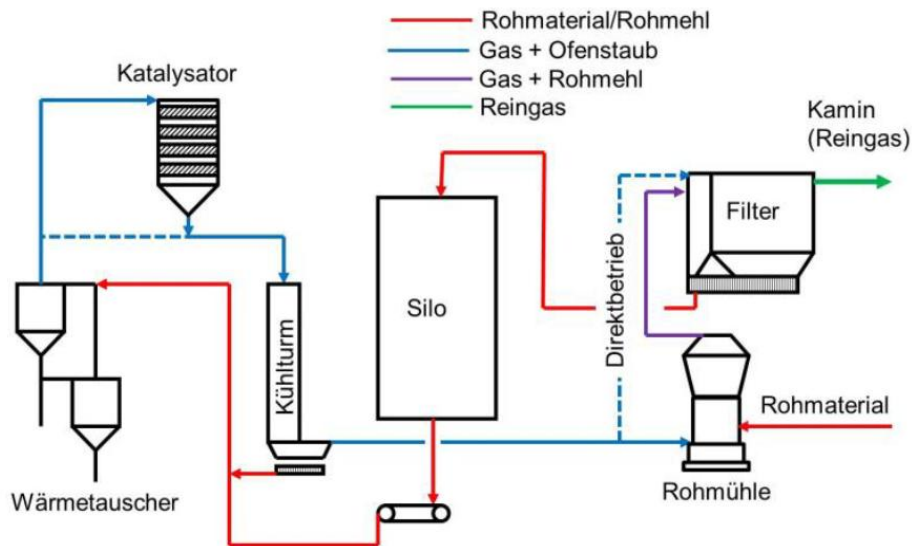 Rohmaterial/Rohmehl
Gas + Ofenstaub
Gas + Rohmehl
Reingas
Katalysator
Kamin
(Reingas)
Filter
Direktbetrieb
Silo
Kühlturm
Rohmaterial
Wärmetauscher
Rohmühle